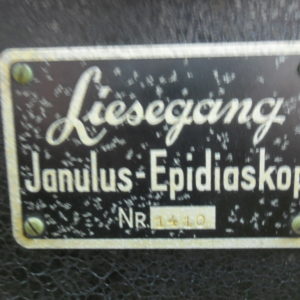 Liesegang
Janulus-Epidiaskop
Nr. 1410